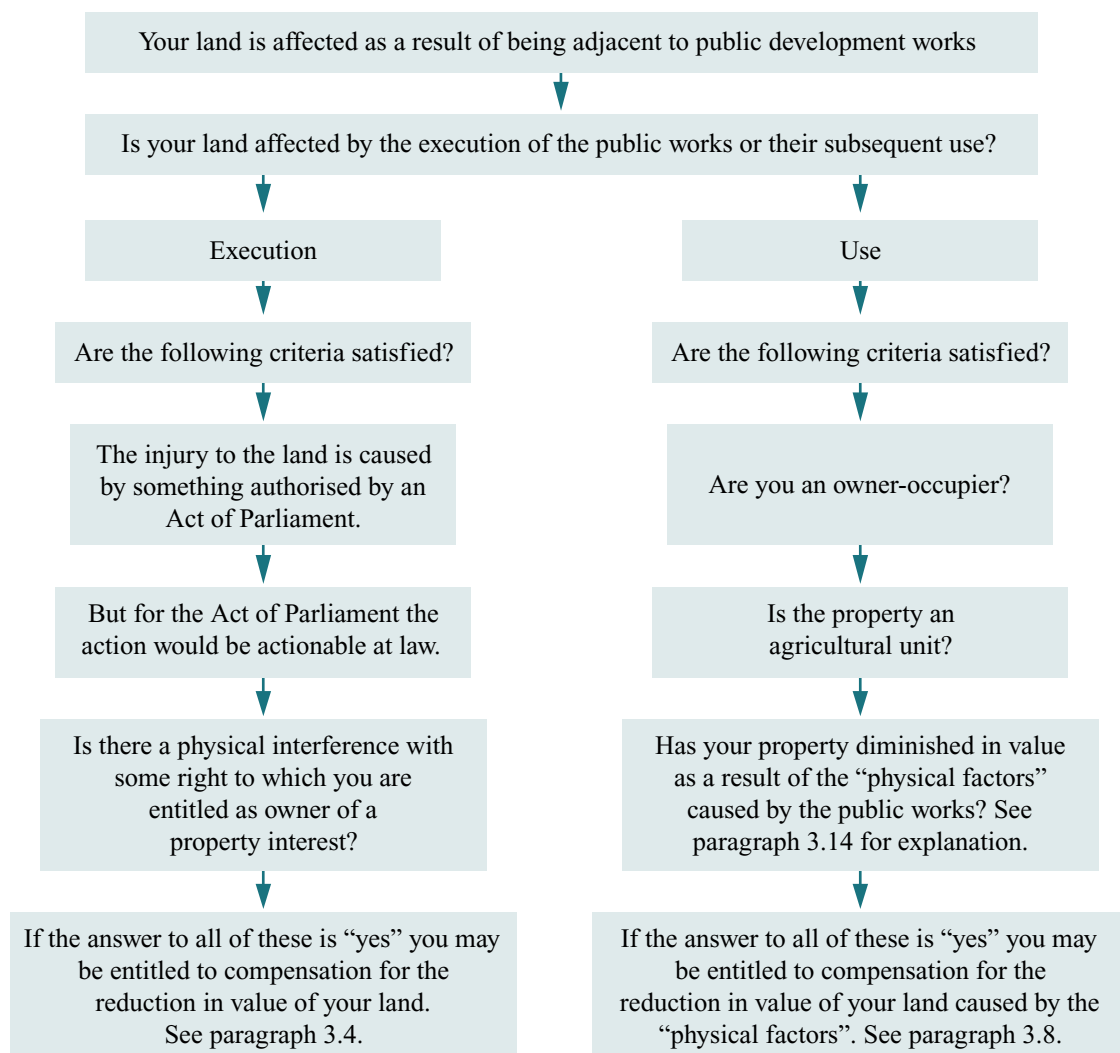 Your land is affected as a result of being adjacent to public development works
Is your land affected by the execution of the public works or their subsequent use?
Execution
Are the following criteria satisfied?
The injury to the land is caused
by something authorised by an
Act of Parliament.
But for the Act of Parliament the
action would be actionable at law.
Is there a physical interference with
some right to which you are
entitled as owner of a
property interest?
If the answer to all of these is “yes” you may
be entitled to compensation for the
reduction in value of your land.
See paragraph 3.4.
Use
Are the following criteria satisfied?
Are you an owner-occupier?
Is the property an
agricultural unit?
Has your property diminished in value
as a result of the “physical factors”
caused by the public works? See
paragraph 3.14 for explanation.
If the answer to all of these is “yes” you may
be entitled to compensation for the
reduction in value of your land caused by the
“physical factors”. See paragraph 3.8.